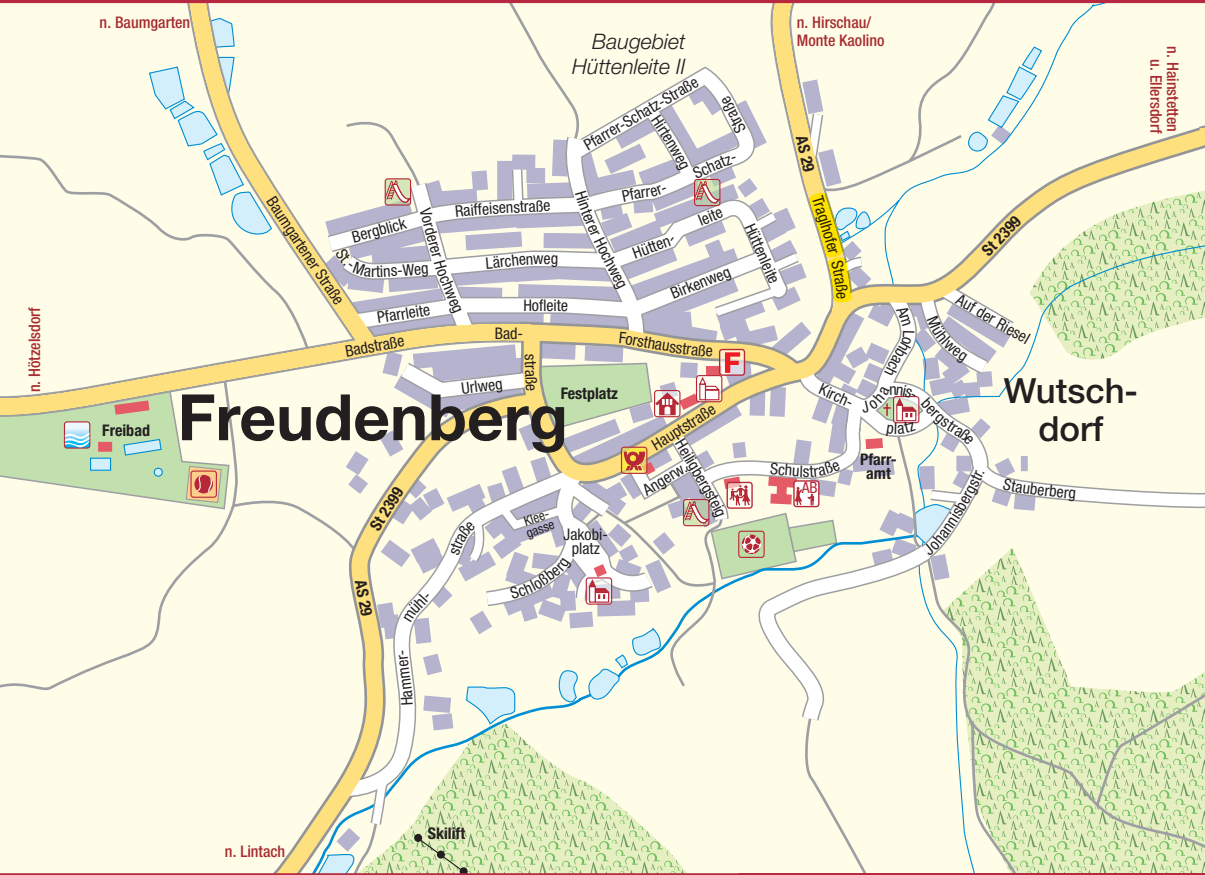 n. Baumgarten
n. Hirschau/
Monte Kaolino
n. Hainstetten
u. Ellersdorf
Baugebiet
Hüttenleite II
Pfarrer-Schatz-Straße
Straße
Hirtenweg
Schatz-
Pfarrer-
AS 29
Traglhofer Straße
St 2399
Baumgartener Straße
Bergblick
Raiffeisenstraße
Vorderer Hochweg
Hinterer Hochweg
leite
Hütten-
Hüttenleite
St.-Martins-Weg
Lärchenweg
Birkenweg
Pfarrleite
Hofleite
n. Hötzelsdorf
Badstraße
Bad-
straße
Forsthausstraße
F
Am Lohbach
Mühlweg
Auf der Riesel
Urlweg
Festplatz
Freudenberg
Freibad
Hauptstraße
Kirch-
Johannis-
platz
bergstraße
Wutsch-
dorf
Pfarr-
amt
Schulstraße
Angerw.
Heiligbergsteig
AB
Stauberberg
Johannisbergstr.
St 2399
AS 29
straße
mühl-
Hammer-
Klee-
gasse
Jakobi-
platz
Schloßberg
Skilift
n. Lintach